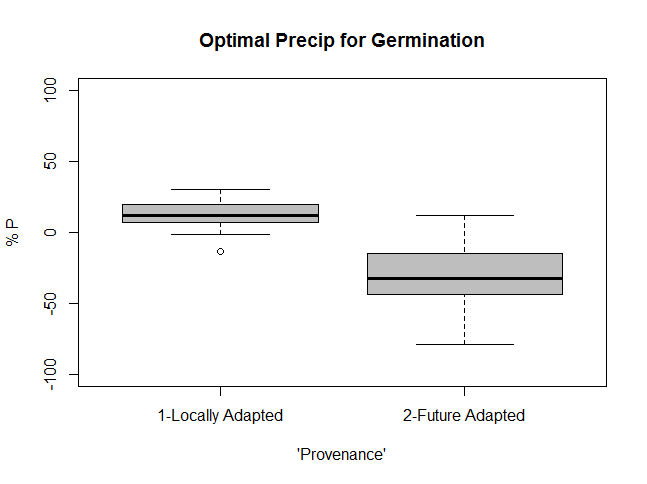 Optimal Precip for Germination
100
50
0
-50
-100
% P
1-Locally Adapted
2-Future Adapted
'Provenance'